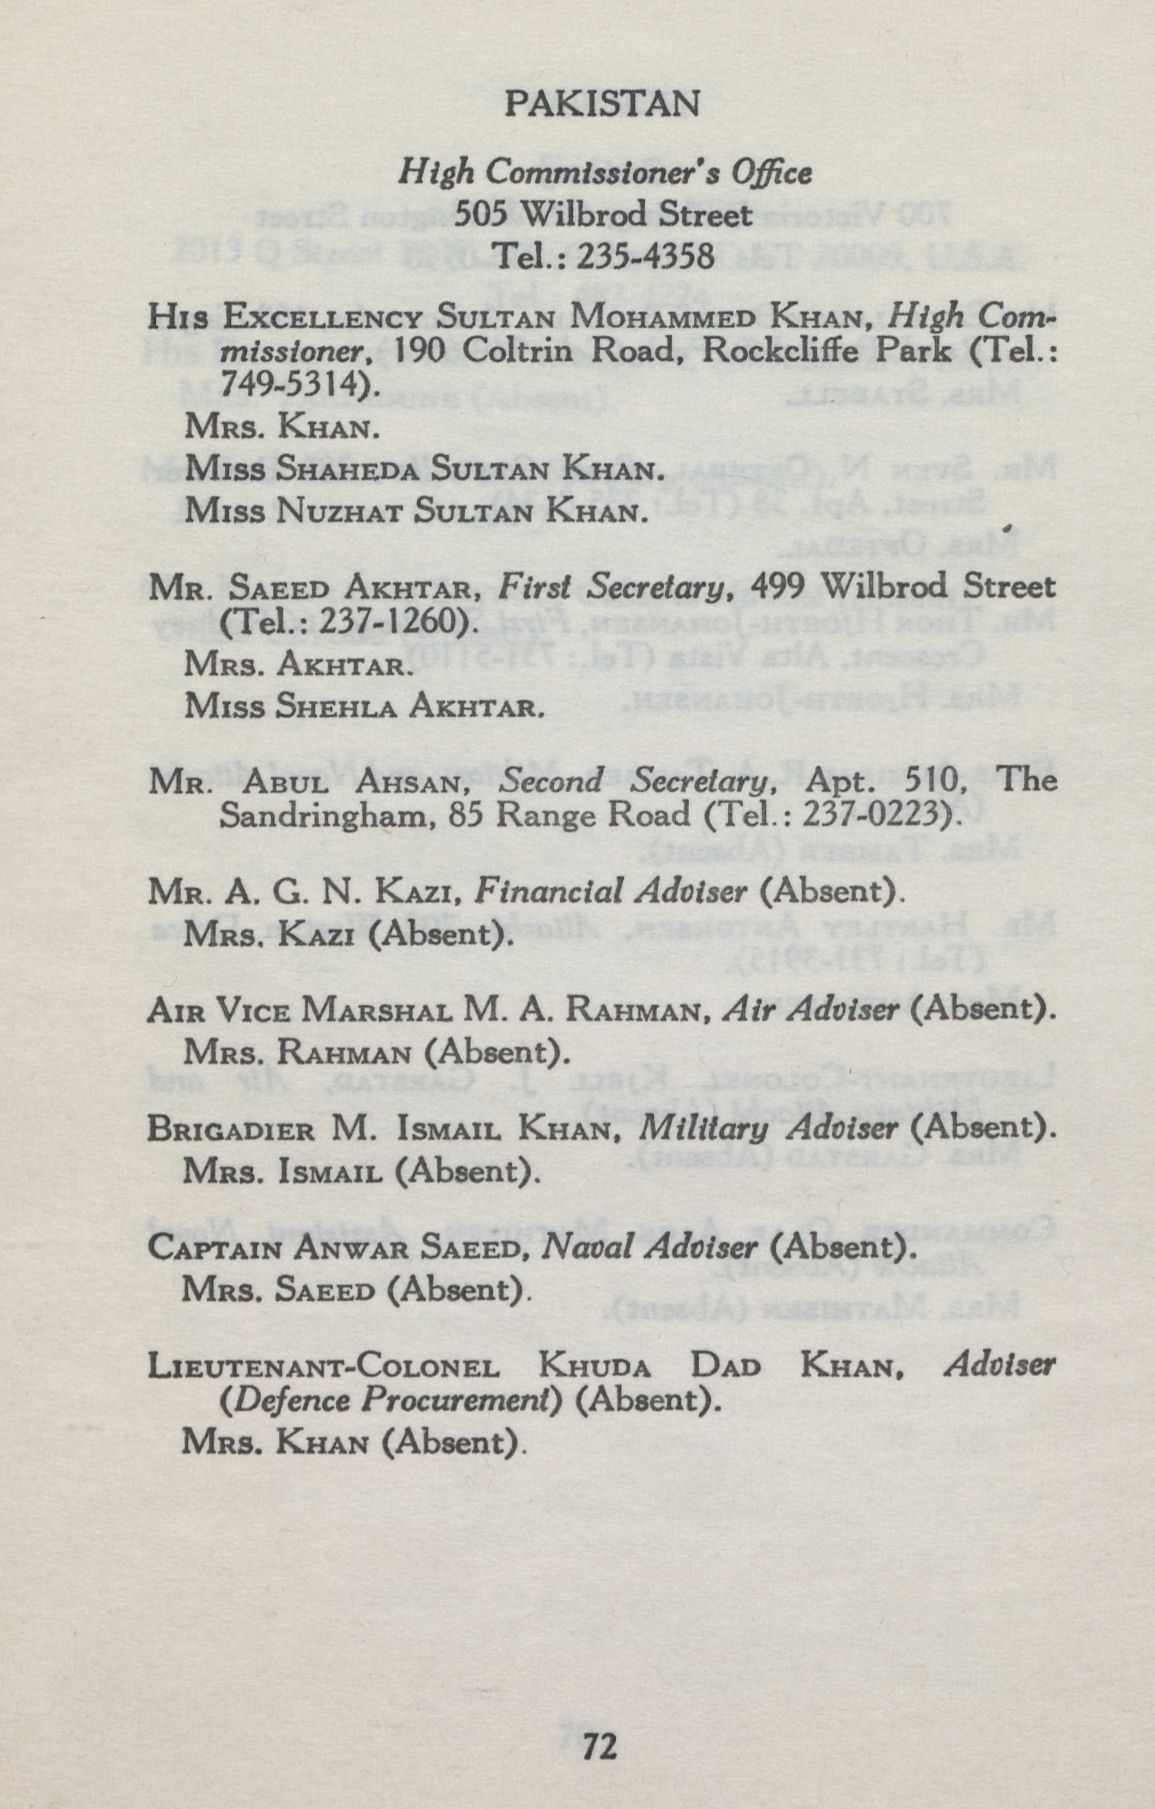 PAKISTAN
High Commissioner's Office
505 Wilbrod Street
Tel.: 235-4358
HIS EXCELLENCY SULTAN MOHAMMED KHAN, High Com-
missioner, 190 Coltrin Road, Rockcliffe Park (Tel.:
749-5314).
MRS. KHAN.
MISS SHAHEDA SULTAN KHAN.
MISS NUZHAT SULTAN KHAN.
MR. SAEED AKHTAR, First Secretary, 499 Wilbrod Street
(Tel.: 237-1260).
MRS. AKHTAR.
MISS SHEHLA AKHTAR.
MR. ABUL AHSAN, Second Secretary, Apt. 510, The
Sandringham, 85 Range Road (Tel.: 237-0223).
MR. A. G. N. KAZI, Financial Adviser (Absent).
MRS. KAZI (Absent).
AIR VICE MARSHAL M. A. RAHMAN, Air Adviser (Absent).
MRS. RAHMAN (Absent).
BRIGADIER M. ISMAIL KHAN, Military Adviser (Absent).
MRS. ISMAIL (Absent).
CAPTAIN ANWAR SAEED, Naval Adviser (Absent).
MRS. SAEED (Absent).
LIEUTENANT-COLONEL KHUDA DAD KHAN, Adviser
(Defence Procurement) (Absent).
MRS. KHAN (Absent).
72